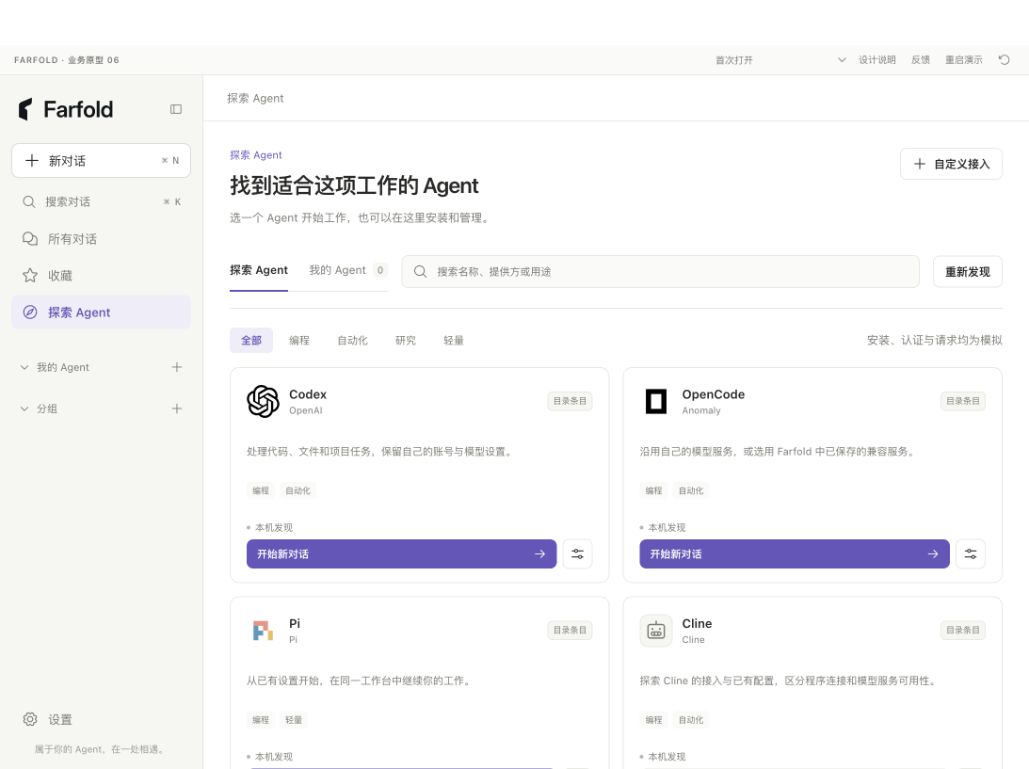 FARFOLD · 业务原型 06
首次打开
设计说明
反馈
重启演示
Farfold
新对话
⌘ N
搜索对话
⌘ K
所有对话
收藏
探索 Agent
我的 Agent
分组
设置
属于你的 Agent，在一处相遇。
探索 Agent
探索 Agent
找到适合这项工作的 Agent
选一个 Agent 开始工作，也可以在这里安装和管理。
自定义接入
探索 Agent
我的 Agent 0
搜索名称、提供方或用途
重新发现
全部
编程
自动化
研究
轻量
安装、认证与请求均为模拟
Codex
OpenAI
目录条目
处理代码、文件和项目任务，保留自己的账号与模型设置。
编程
自动化
本机发现
开始新对话
OpenCode
Anomaly
目录条目
沿用自己的模型服务，或选用 Farfold 中已保存的兼容服务。
编程
自动化
本机发现
开始新对话
Pi
Pi
目录条目
从已有设置开始，在同一工作台中继续你的工作。
编程
轻量
本机发现
Cline
Cline
目录条目
探索 Cline 的接入与已有配置，区分程序连接和模型服务可用性。
编程
自动化
本机发现